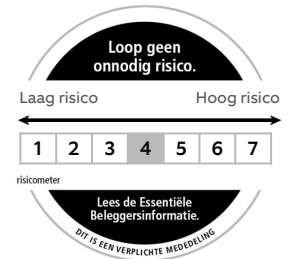 Loop geen
onnodig risico.
Laag risico Hoog risico
1 2 3 4 5 6 7
risicometer
Lees de Essentiële
Beleggersinformatie.
DIT IS EEN VERPLICHTE MEDEDELING